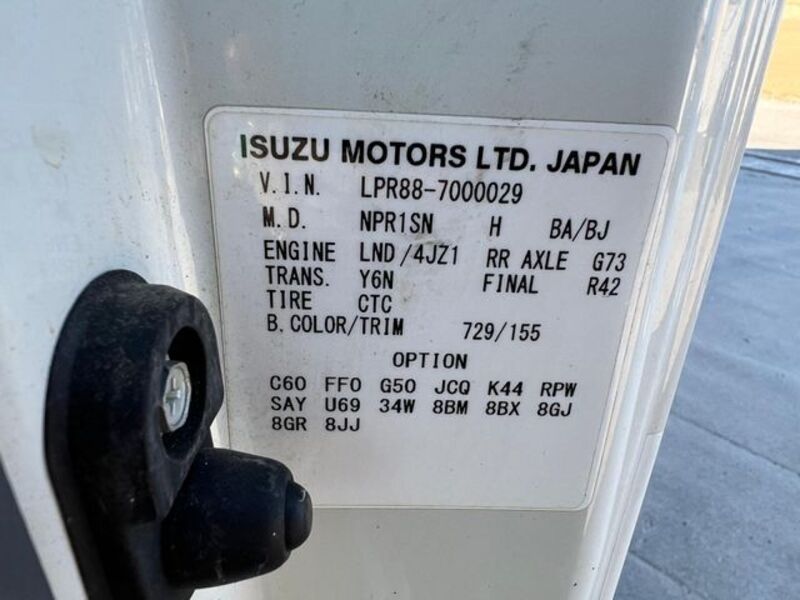 ISUZU MOTORS LTD. JAPAN
V.I.N. LPR88-7000029
M.D. NPR1SN H BA/BJ
ENGINE LND/4JZ1 RR AXLE G73
TRANS. Y6N FINAL R42
TIRE CTC
B.COLOR/TRIM 729/155
OPTION
C60 FF0 G50 JCQ K44 RPW
SAY U69 34W 8BM 8BX 8GJ
8GR 8JJ